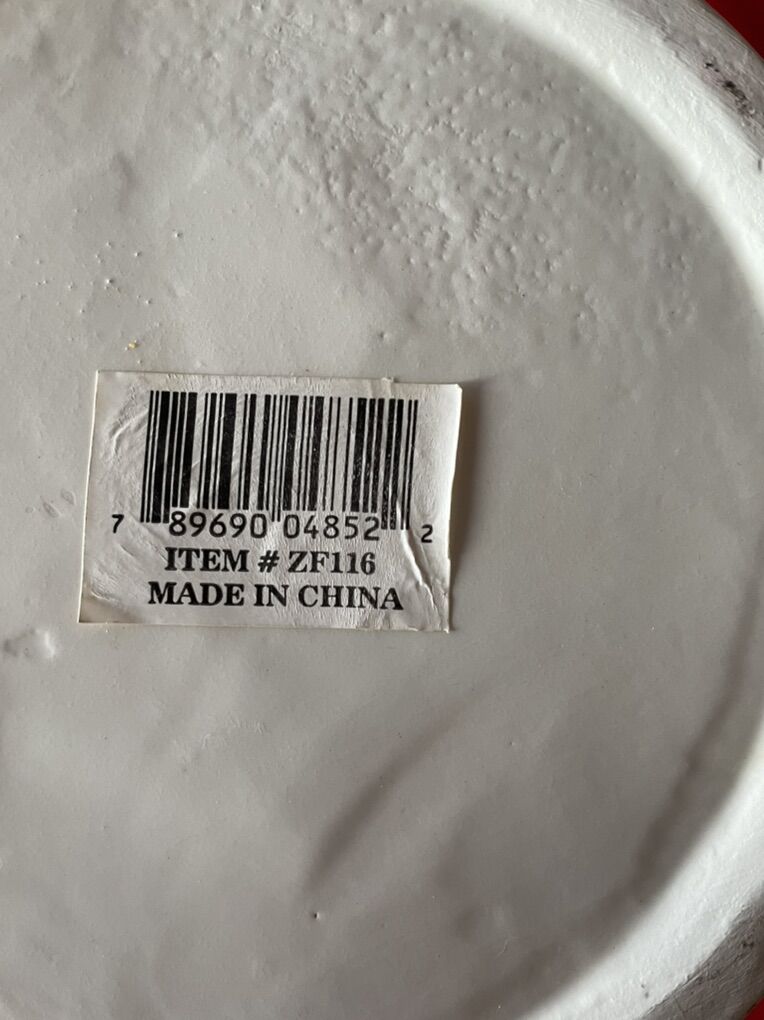 7 89690 04852 2
ITEM # ZF116
MADE IN CHINA